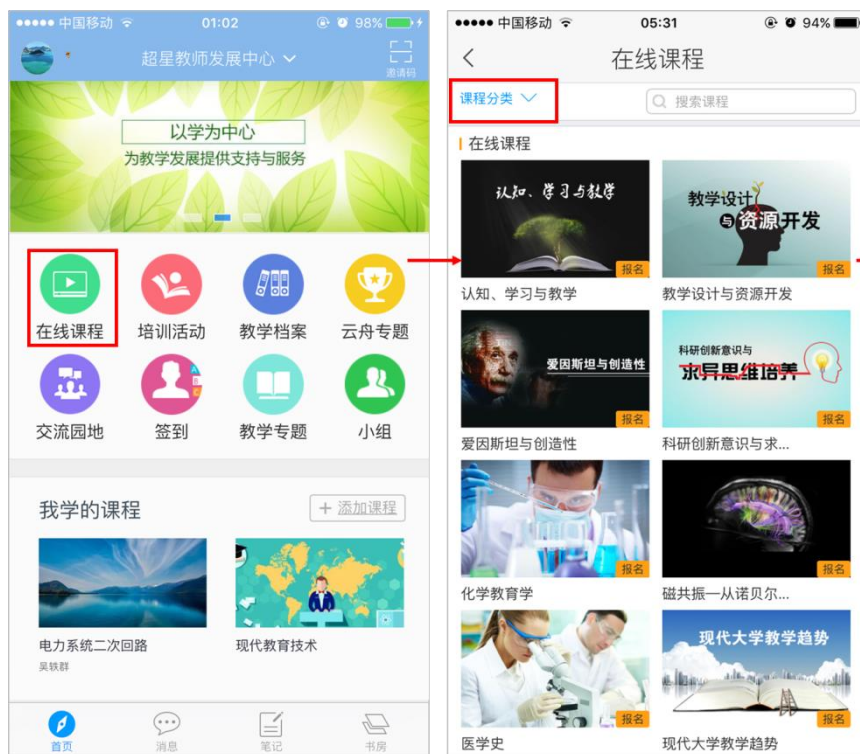 中国移动 01:02 98%
超星教师发展中心
邀请码
以学为中心
为教学发展提供支持与服务
在线课程 培训活动 教学档案 云舟专题
A
B
C
交流园地 签到 教学专题 小组
我学的课程 + 添加课程
电力系统二次回路 现代教育技术
吴轶群
首页 消息 笔记 书房
中国移动 05:31 94%
在线课程
课程分类 搜索课程
在线课程
认知、学习与教学
报名
教学设计
与资源开发
报名
认知、学习与教学 教学设计与资源开发
爱因斯坦与创造性
报名
科研创新意识与
求异思维培养
报名
爱因斯坦与创造性 科研创新意识与求...
报名 报名
化学教育学 磁共振—从诺贝尔...
报名
现代大学教学趋势
报名
医学史 现代大学教学趋势